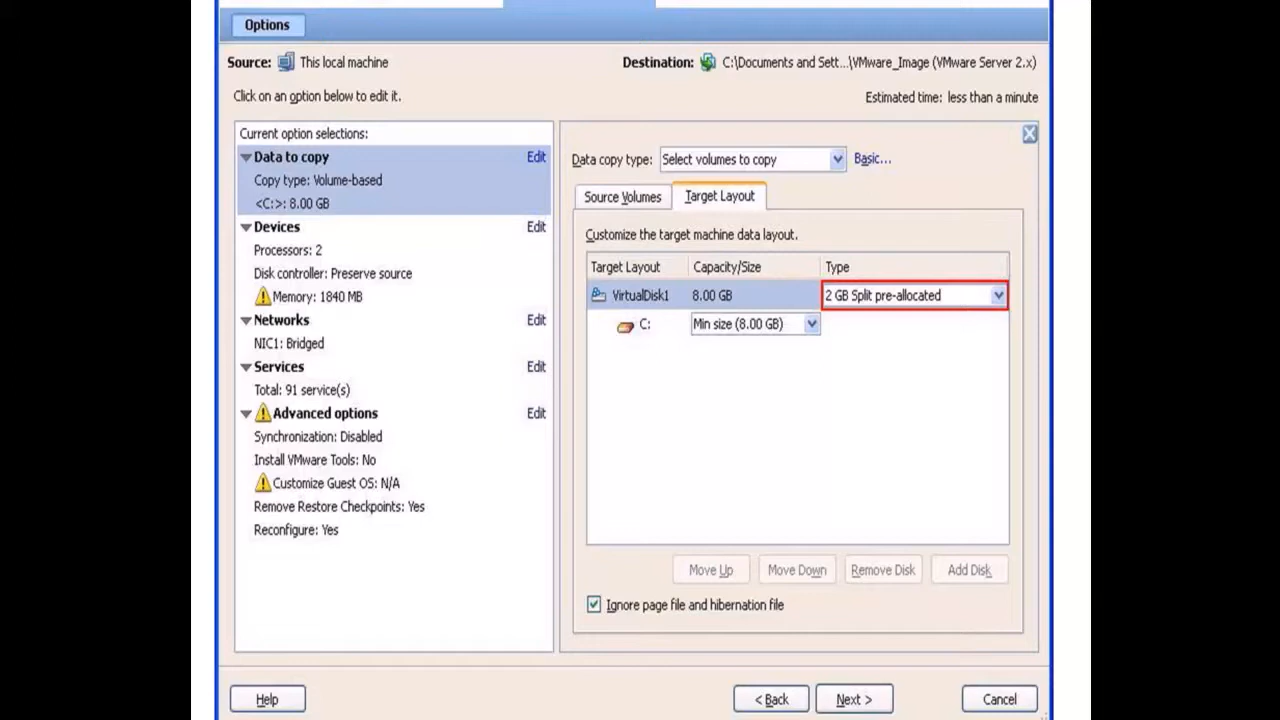 Options
Source: This local machine
Destination: C:\Documents and Sett...\VMware_Image (VMware Server 2.x)
Click on an option below to edit it.
Estimated time: less than a minute
Current option selections:
Data to copy Edit
Copy type: Volume-based
<C:>: 8.00 GB
Devices Edit
Processors: 2
Disk controller: Preserve source
Memory: 1840 MB
Networks Edit
NIC1: Bridged
Services Edit
Total: 91 service(s)
Advanced options Edit
Synchronization: Disabled
Install VMware Tools: No
Customize Guest OS: N/A
Remove Restore Checkpoints: Yes
Reconfigure: Yes
Data copy type: Select volumes to copy Basic...
Source Volumes Target Layout
Customize the target machine data layout.
Target Layout Capacity/Size Type
VirtualDisk1 8.00 GB 2 GB Split pre-allocated
C: Min size (8.00 GB)
Move Up Move Down Remove Disk Add Disk
Ignore page file and hibernation file
Help < Back Next > Cancel